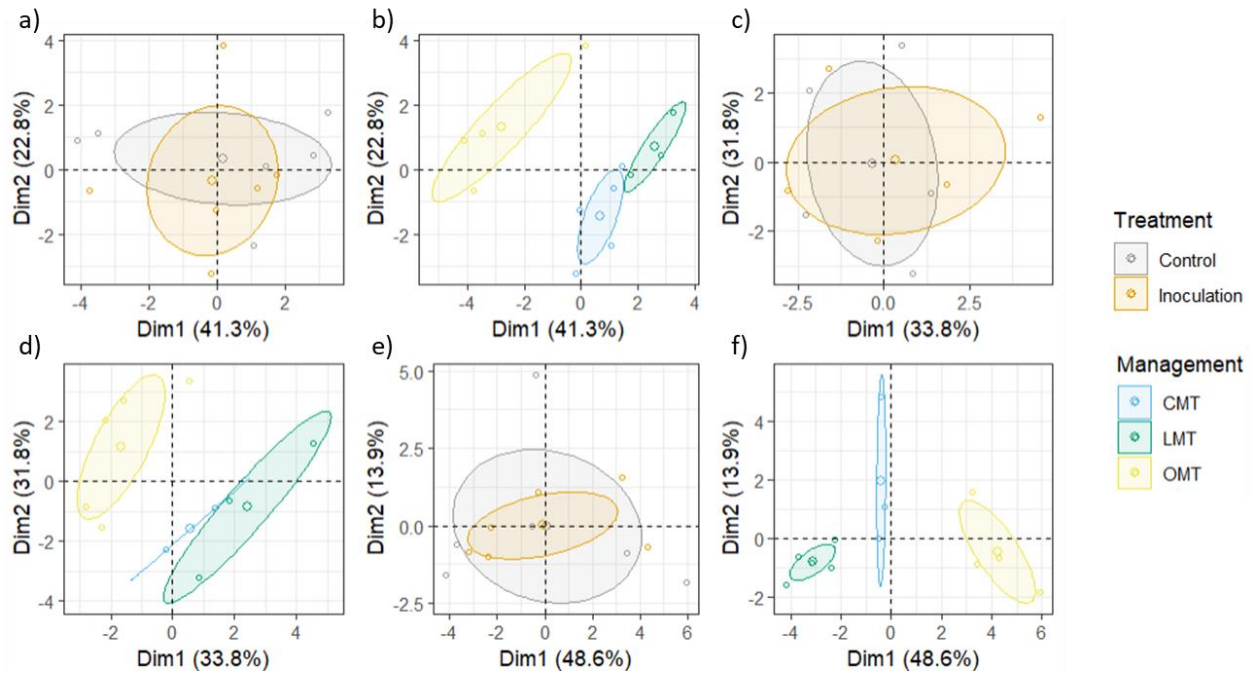 a)
b)
c)
4
2
0
-2
Dim2 (22.8%)
-4
-2
0
2
Dim1 (41.3%)
4
2
0
-2
Dim2 (22.8%)
-4
-2
0
2
4
Dim1 (41.3%)
2
0
-2
Dim2 (31.8%)
-2.5
0.0
2.5
Dim1 (33.8%)
Treatment
Control
Inoculation
d)
e)
f)
2
0
-2
-4
Dim2 (31.8%)
-2
0
2
4
Dim1 (33.8%)
5.0
2.5
0.0
-2.5
Dim2 (13.9%)
-4
-2
0
2
4
6
Dim1 (48.6%)
4
2
0
-2
Dim2 (13.9%)
-4
-2
0
2
4
6
Dim1 (48.6%)
Management
CMT
LMT
OMT